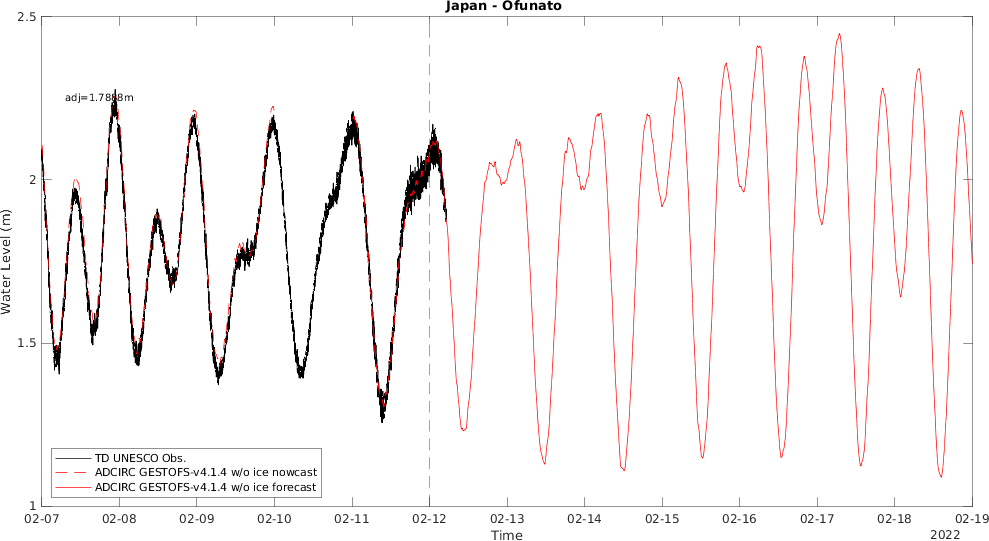 Japan - Ofunato
2.5
adj=1.7888m
2
Water Level (m)
1.5
TD UNESCO Obs.
ADCIRC GESTOFS-v4.1.4 w/o ice nowcast
ADCIRC GESTOFS-v4.1.4 w/o ice forecast
1
02-07 02-08 02-09 02-10 02-11 02-12 02-13 02-14 02-15 02-16 02-17 02-18 02-19
Time
2022